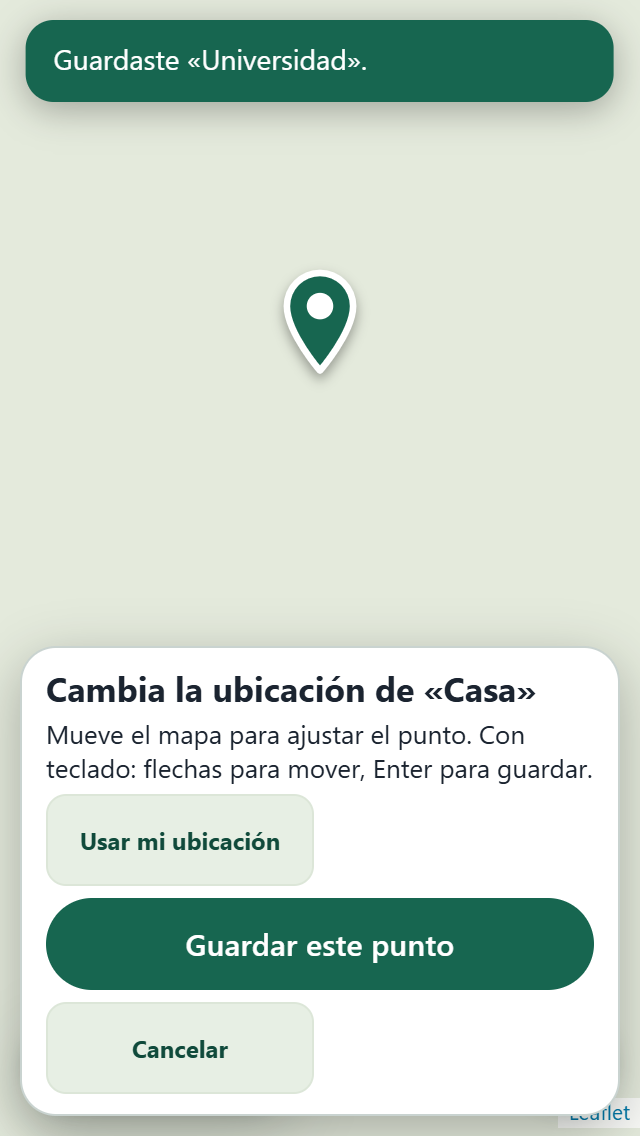 Guardaste «Universidad».
Cambia la ubicación de «Casa»
Mueve el mapa para ajustar el punto. Con
teclado: flechas para mover, Enter para guardar.
Usar mi ubicación
Guardar este punto
Cancelar
Leaflet